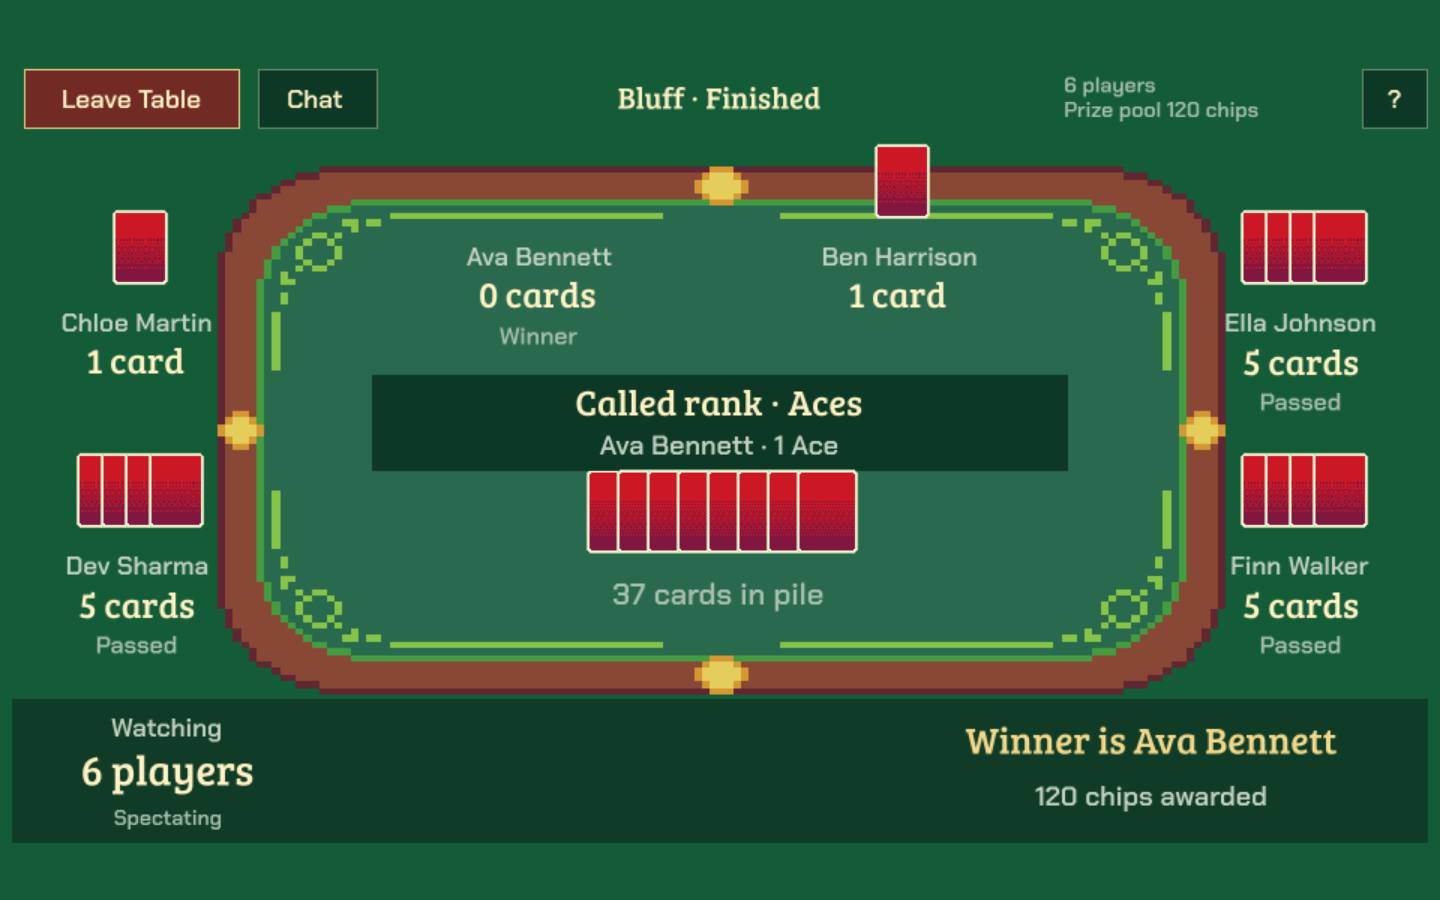 Leave Table
Chat
Bluff · Finished
6 players
Prize pool 120 chips
?
Ava Bennett
0 cards
Winner
Ben Harrison
1 card
Chloe Martin
1 card
Ella Johnson
5 cards
Passed
Called rank · Aces
Ava Bennett · 1 Ace
37 cards in pile
Dev Sharma
5 cards
Passed
Finn Walker
5 cards
Passed
Watching
6 players
Spectating
Winner is Ava Bennett
120 chips awarded